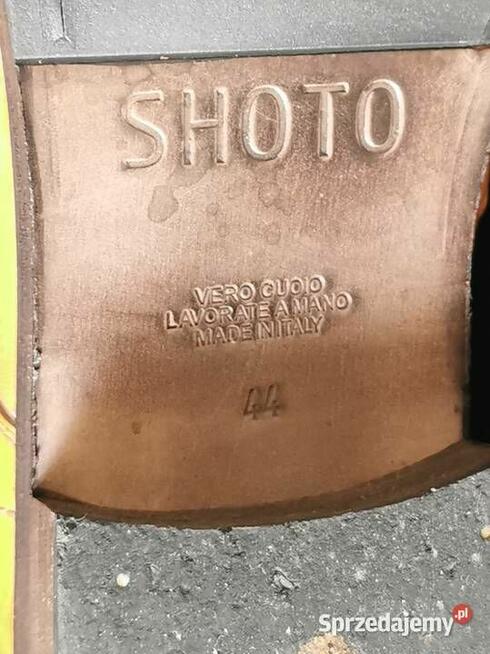 SHOTO
VERO CUOIO
LAVORATE A MANO
MADE IN ITALY
44
Sprzedajemy.pl